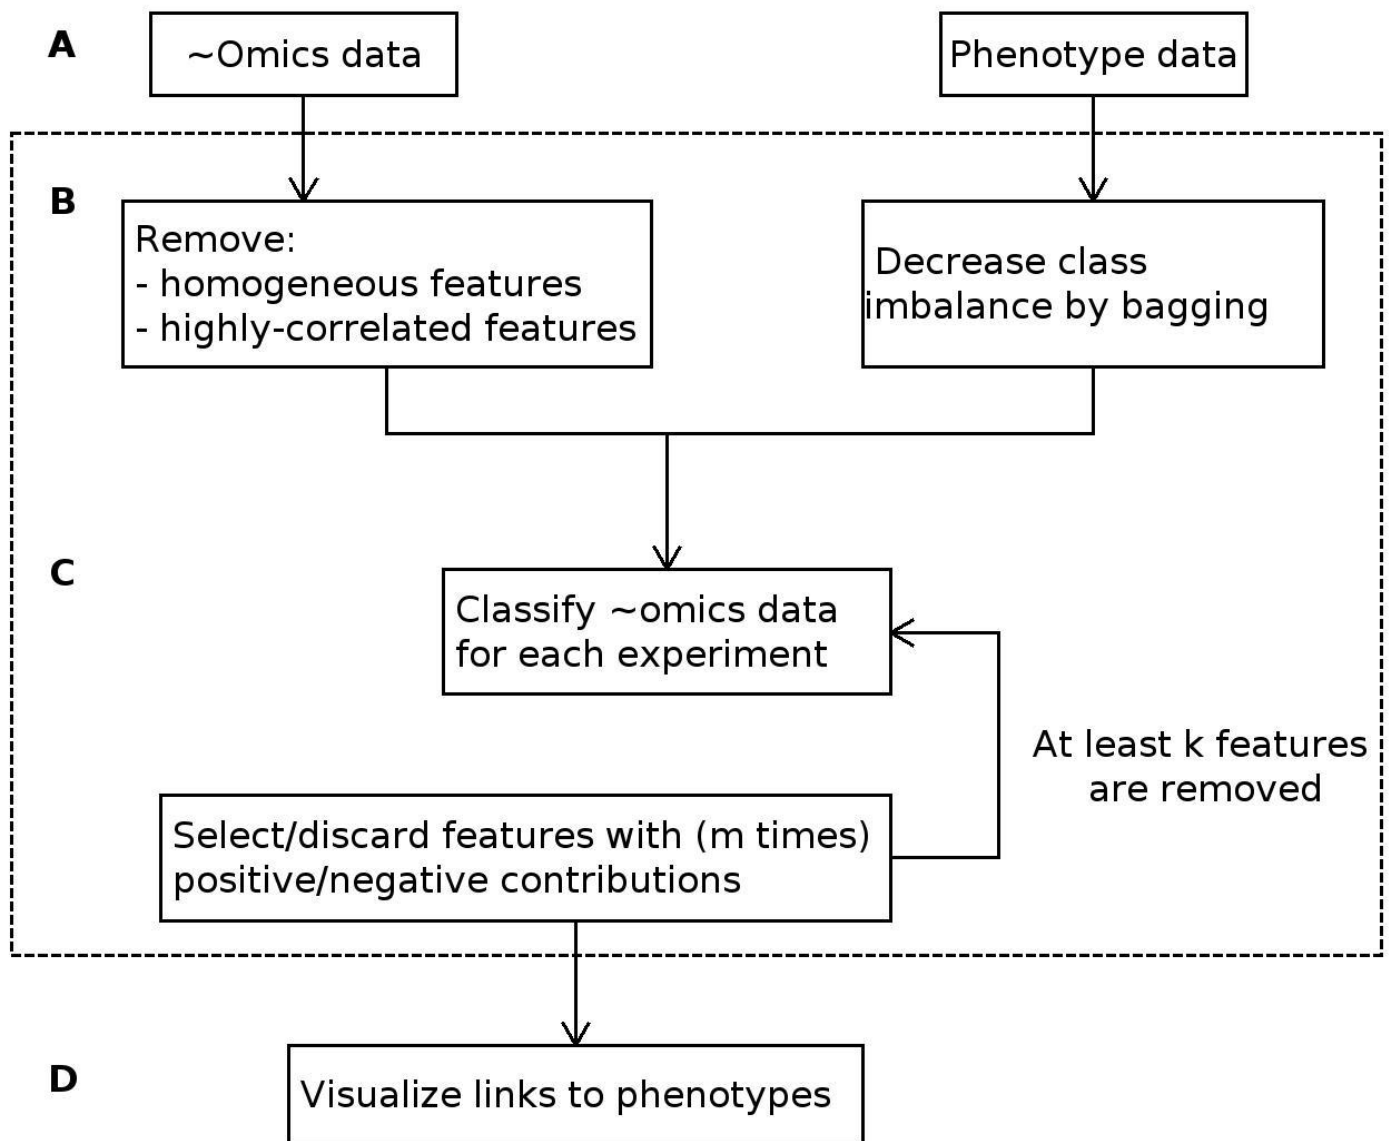 A
~Omics data
Phenotype data
B
Remove:
- homogeneous features
- highly-correlated features
Decrease class
imbalance by bagging
C
Classify ~omics data
for each experiment
At least k features
are removed
Select/discard features with (m times)
positive/negative contributions
D
Visualize links to phenotypes